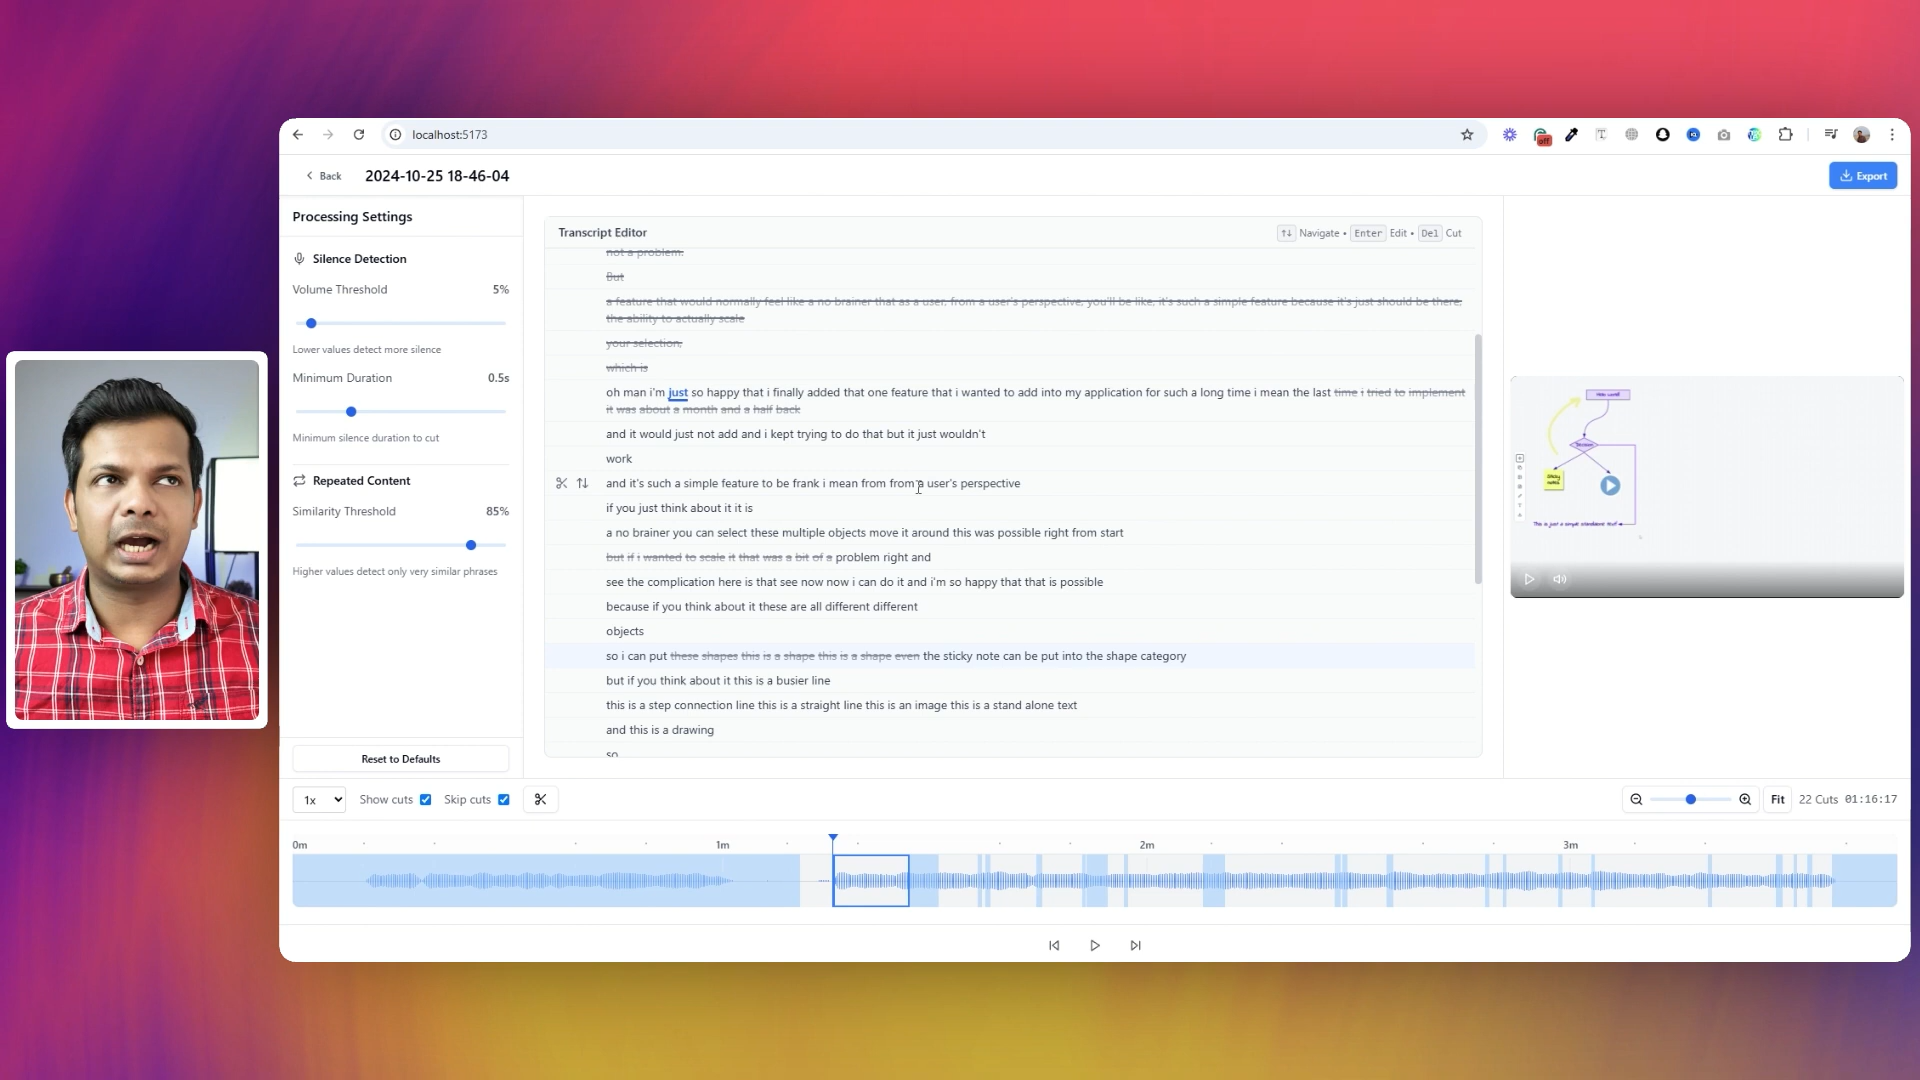 localhost:5173
off
Back
2024-10-25 18-46-04
Export
Processing Settings
Silence Detection
Volume Threshold 5%
Lower values detect more silence
Minimum Duration 0.5s
Minimum silence duration to cut
Repeated Content
Similarity Threshold 85%
Higher values detect only very similar phrases
Reset to Defaults
Transcript Editor
↑↓ Navigate • Enter Edit • Del Cut
not a problem.
But
a feature that would normally feel like a no brainer that as a user, from a user's perspective, you'll be like, it's such a simple feature because it's just should be there,
the ability to actually scale
your selection,
which is
oh man i'm just so happy that i finally added that one feature that i wanted to add into my application for such a long time i mean the last time i tried to implement
it was about a month and a half back
and it would just not add and i kept trying to do that but it just wouldn't
work
and it's such a simple feature to be frank i mean from from a user's perspective
if you just think about it it is
a no brainer you can select these multiple objects move it around this was possible right from start
but if i wanted to scale it that was a bit of a problem right and
see the complication here is that see now now i can do it and i'm so happy that that is possible
because if you think about it these are all different different
objects
so i can put these shapes this is a shape this is a shape even the sticky note can be put into the shape category
but if you think about it this is a busier line
this is a step connection line this is a straight line this is an image this is a stand alone text
and this is a drawing
so
Hello world!
Sticky
notes
This is just a simple standalone text
1x
Show cuts
Skip cuts
Fit
22 Cuts 01:16:17
0m 1m 2m 3m